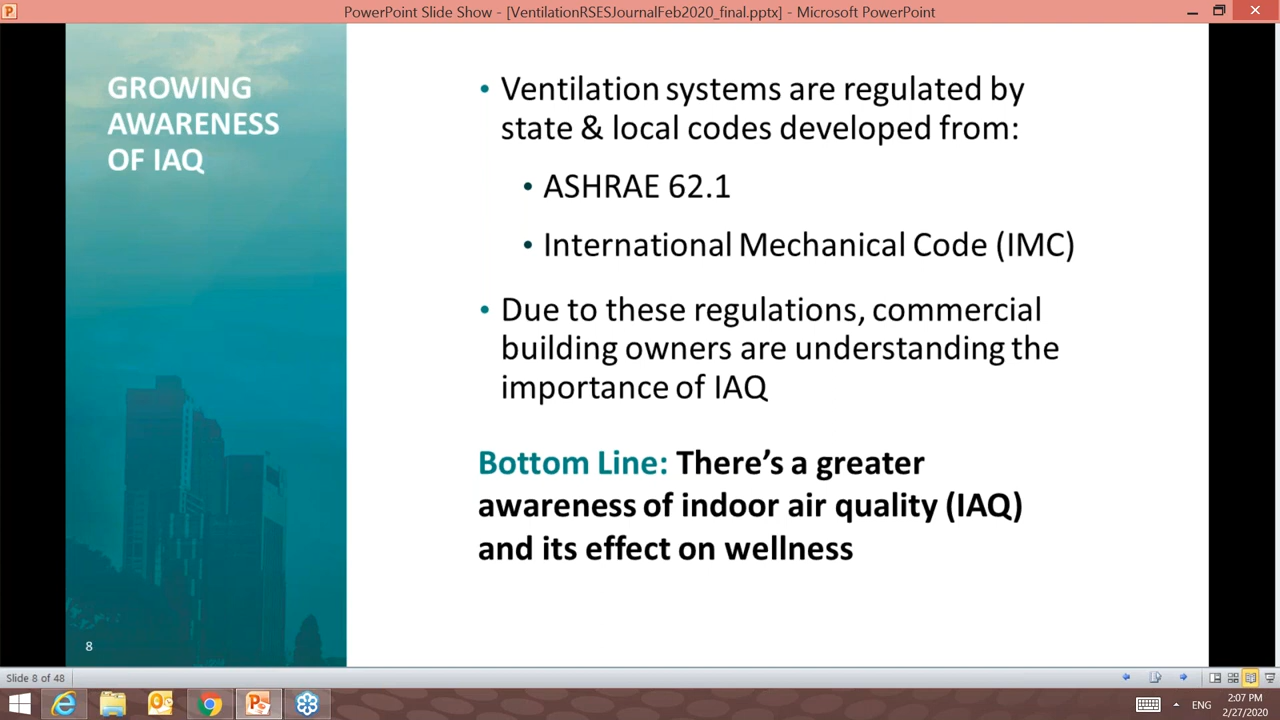 PowerPoint Slide Show - [VentilationRSESJournalFeb2020_final.pptx] - Microsoft PowerPoint
GROWING
AWARENESS
OF IAQ
• Ventilation systems are regulated by
state & local codes developed from:
• ASHRAE 62.1
• International Mechanical Code (IMC)
• Due to these regulations, commercial
building owners are understanding the
importance of IAQ
Bottom Line: There’s a greater
awareness of indoor air quality (IAQ)
and its effect on wellness
8
Slide 8 of 48
ENG
2:07 PM
2/27/2020